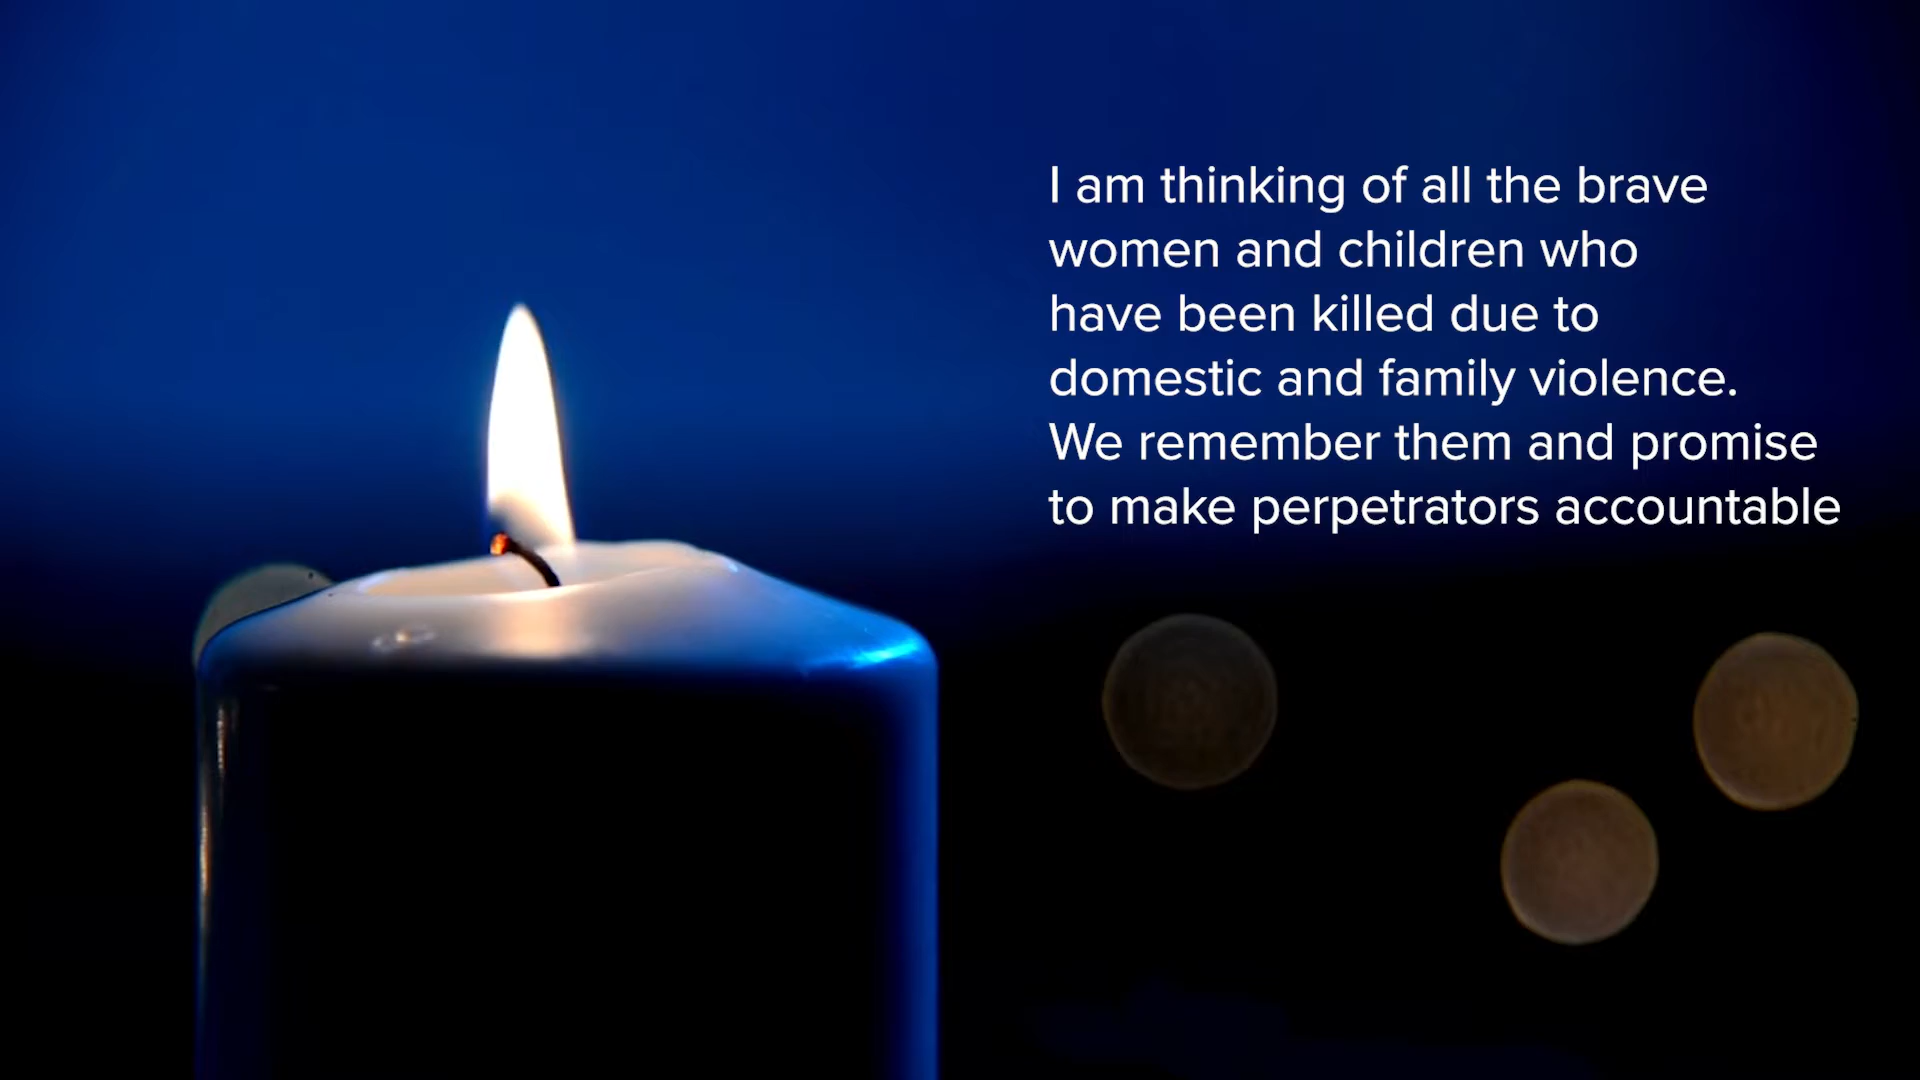 I am thinking of all the brave
women and children who
have been killed due to
domestic and family violence.
We remember them and promise
to make perpetrators accountable